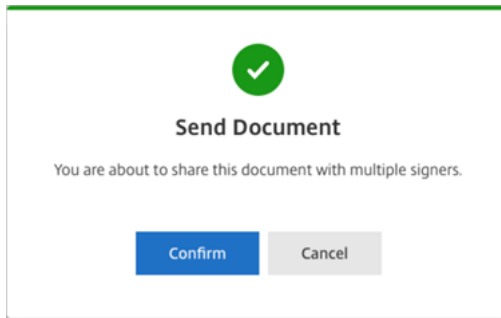 Send Document
You are about to share this document with multiple signers.
Confirm Cancel